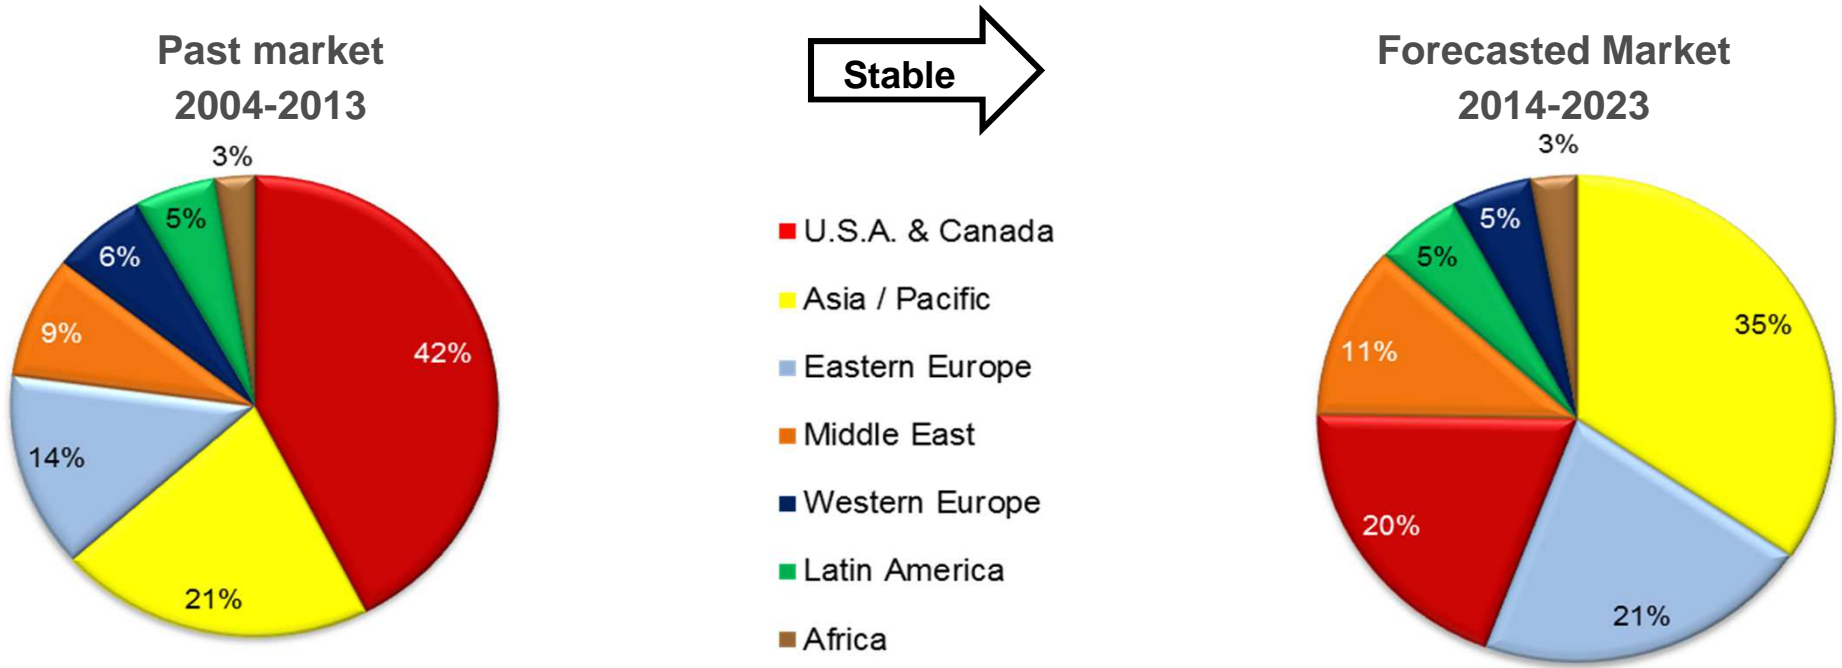 Past market
2004-2013
3%
5%
6%
9%
14%
21%
42%
Stable
U.S.A. & Canada
Asia / Pacific
Eastern Europe
Middle East
Western Europe
Latin America
Africa
Forecasted Market
2014-2023
3%
5%
5%
11%
20%
21%
35%